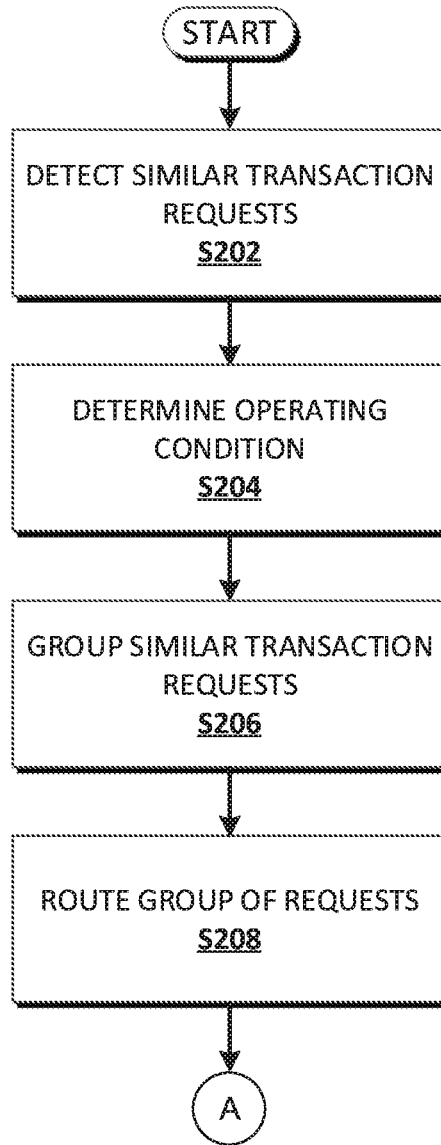 START
DETECT SIMILAR TRANSACTION
REQUESTS
S202
DETERMINE OPERATING
CONDITION
S204
GROUP SIMILAR TRANSACTION
REQUESTS
S206
ROUTE GROUP OF REQUESTS
S208
A